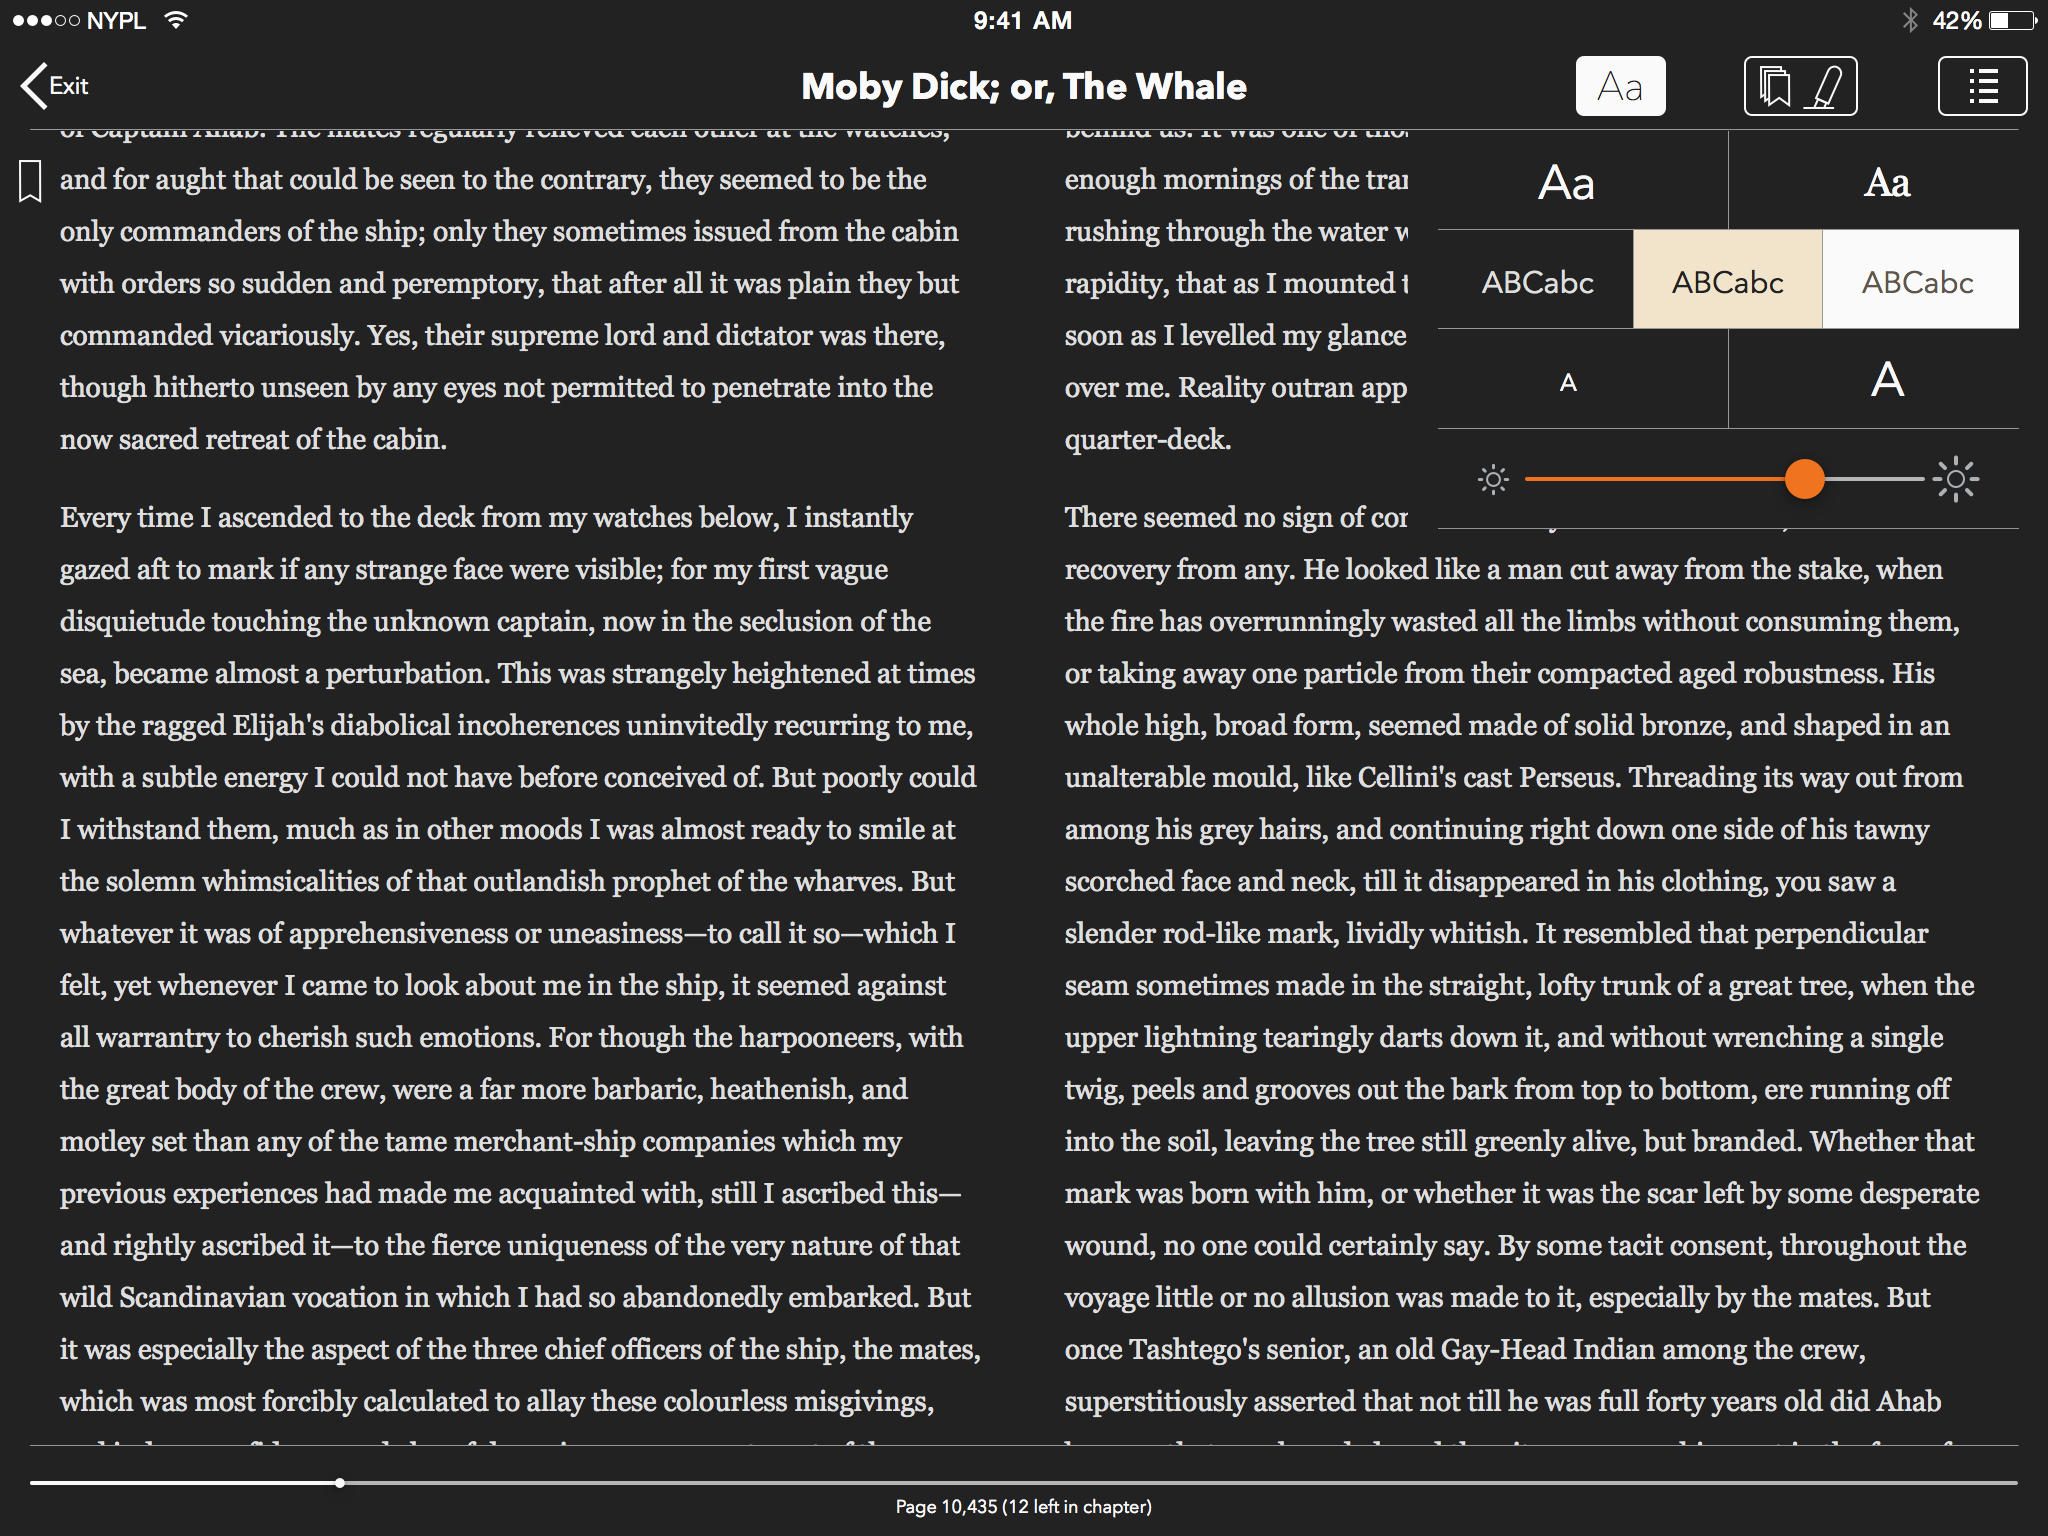 NYPL
9:41 AM
42%
Exit
Moby Dick; or, The Whale
Aa
of Captain Ahab. The mates regularly relieved each other at the watches,
and for aught that could be seen to the contrary, they seemed to be the
only commanders of the ship; only they sometimes issued from the cabin
with orders so sudden and peremptory, that after all it was plain they but
commanded vicariously. Yes, their supreme lord and dictator was there,
though hitherto unseen by any eyes not permitted to penetrate into the
now sacred retreat of the cabin.
Every time I ascended to the deck from my watches below, I instantly
gazed aft to mark if any strange face were visible; for my first vague
disquietude touching the unknown captain, now in the seclusion of the
sea, became almost a perturbation. This was strangely heightened at times
by the ragged Elijah's diabolical incoherences uninvitedly recurring to me,
with a subtle energy I could not have before conceived of. But poorly could
I withstand them, much as in other moods I was almost ready to smile at
the solemn whimsicalities of that outlandish prophet of the wharves. But
whatever it was of apprehensiveness or uneasiness—to call it so—which I
felt, yet whenever I came to look about me in the ship, it seemed against
all warrantry to cherish such emotions. For though the harpooneers, with
the great body of the crew, were a far more barbaric, heathenish, and
motley set than any of the tame merchant-ship companies which my
previous experiences had made me acquainted with, still I ascribed this—
and rightly ascribed it—to the fierce uniqueness of the very nature of that
wild Scandinavian vocation in which I had so abandonedly embarked. But
it was especially the aspect of the three chief officers of the ship, the mates,
which was most forcibly calculated to allay these colourless misgivings,
behind us. It was one of
enough mornings of the
rushing through the water
rapidity, that as I mounted
soon as I levelled my glance
over me. Reality outran app
quarter-deck.
There seemed no sign of
recovery from any. He looked like a man cut away from the stake, when
the fire has overrunningly wasted all the limbs without consuming them,
or taking away one particle from their compacted aged robustness. His
whole high, broad form, seemed made of solid bronze, and shaped in an
unalterable mould, like Cellini's cast Perseus. Threading its way out from
among his grey hairs, and continuing right down one side of his tawny
scorched face and neck, till it disappeared in his clothing, you saw a
slender rod-like mark, lividly whitish. It resembled that perpendicular
seam sometimes made in the straight, lofty trunk of a great tree, when the
upper lightning tearingly darts down it, and without wrenching a single
twig, peels and grooves out the bark from top to bottom, ere running off
into the soil, leaving the tree still greenly alive, but branded. Whether that
mark was born with him, or whether it was the scar left by some desperate
wound, no one could certainly say. By some tacit consent, throughout the
voyage little or no allusion was made to it, especially by the mates. But
once Tashtego's senior, an old Gay-Head Indian among the crew,
superstitiously asserted that not till he was full forty years old did Ahab
Aa Aa
ABCabc ABCabc ABCabc
A A
Page 10,435 (12 left in chapter)